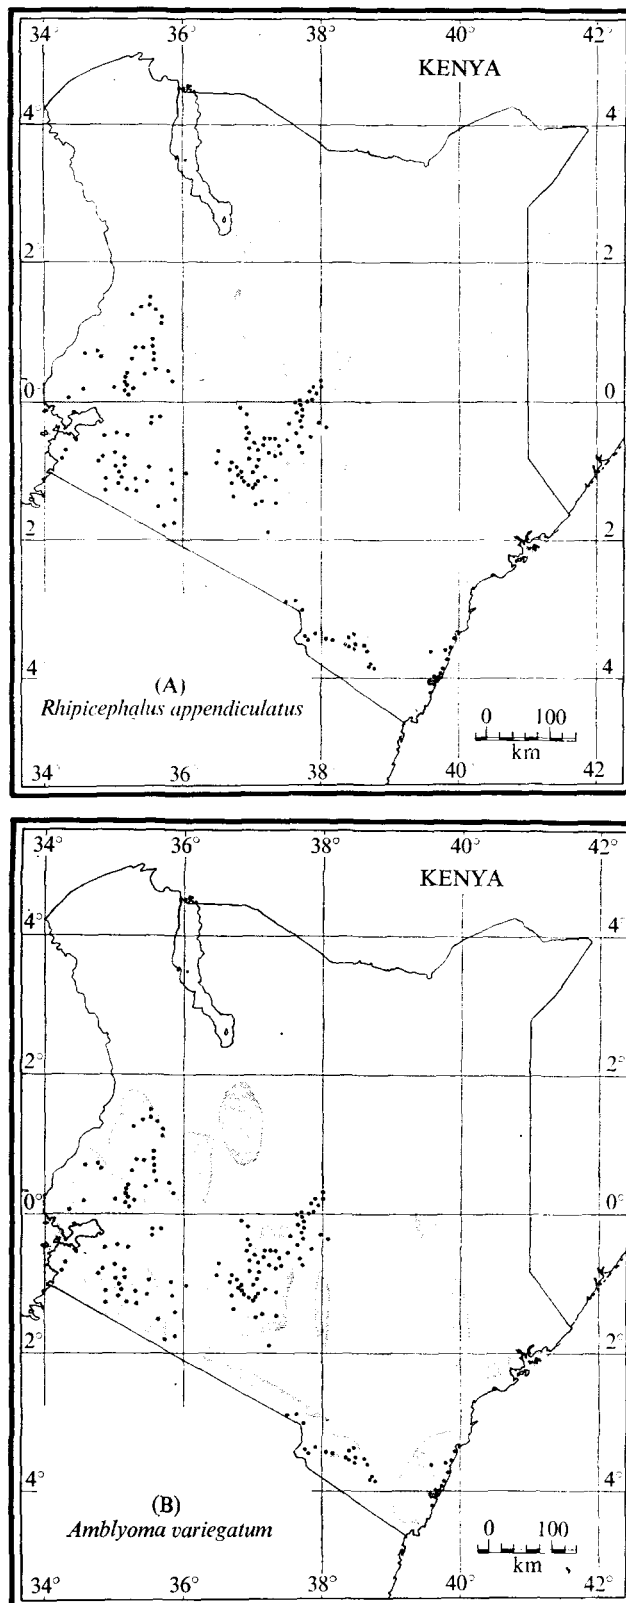 34° 36° 38° 40° 42°
KENYA
4 4
2 2
0 0
2 2
4 4
(A)
Rhipicephalus appendiculatus
0 100
km
34° 36 38 40 42
34° 36° 38° 40° 42°
KENYA
4° 4°
2° 2°
0° 0°
2° 2°
4° 4°
(B)
Amblyoma variegatum
0 100
km
34° 36° 38° 40° 42°